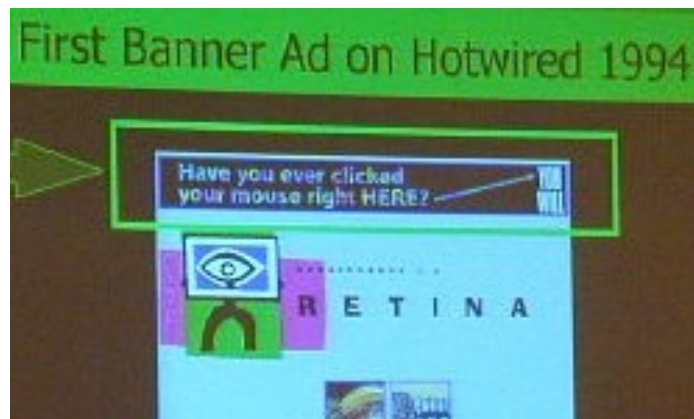 First Banner Ad on Hotwired 1994
Have you ever clicked
your mouse right HERE?
YOU
WILL
RETINA